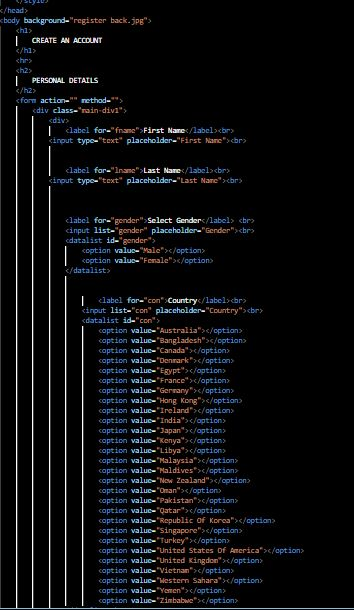 </style>
</head>
<body background="register back.jpg">
<h1>
CREATE AN ACCOUNT
</h1>
<hr>
<h2>
PERSONAL DETAILS
</h2>
<form action="" method="">
<div class="main-div1">
<div>
<label for="fname">First Name</label><br>
<input type="text" placeholder="First Name"><br>
<label for="lname">Last Name</label><br>
<input type="text" placeholder="Last Name"><br>
<label for="gender">Select Gender</label> <br>
<input list="gender" placeholder="Gender"><br>
<datalist id="gender">
<option value="Male"></option>
<option value="Female"></option>
</datalist>
<label for="con">Country</label><br>
<input list="con" placeholder="Country"><br>
<datalist id="con">
<option value="Australia"></option>
<option value="Bangladesh"></option>
<option value="Canada"></option>
<option value="Denmark"></option>
<option value="Egypt"></option>
<option value="France"></option>
<option value="Germany"></option>
<option value="Hong Kong"></option>
<option value="Ireland"></option>
<option value="India"></option>
<option value="Japan"></option>
<option value="Kenya"></option>
<option value="Libya"></option>
<option value="Malaysia"></option>
<option value="Maldives"></option>
<option value="New Zealand"></option>
<option value="Oman"></option>
<option value="Pakistan"></option>
<option value="Qatar"></option>
<option value="Republic Of Korea"></option>
<option value="Singapore"></option>
<option value="Turkey"></option>
<option value="United States Of America"></option>
<option value="United Kingdom"></option>
<option value="Vietnam"></option>
<option value="Western Sahara"></option>
<option value="Yemen"></option>
<option value="Zimbabwe"></option>